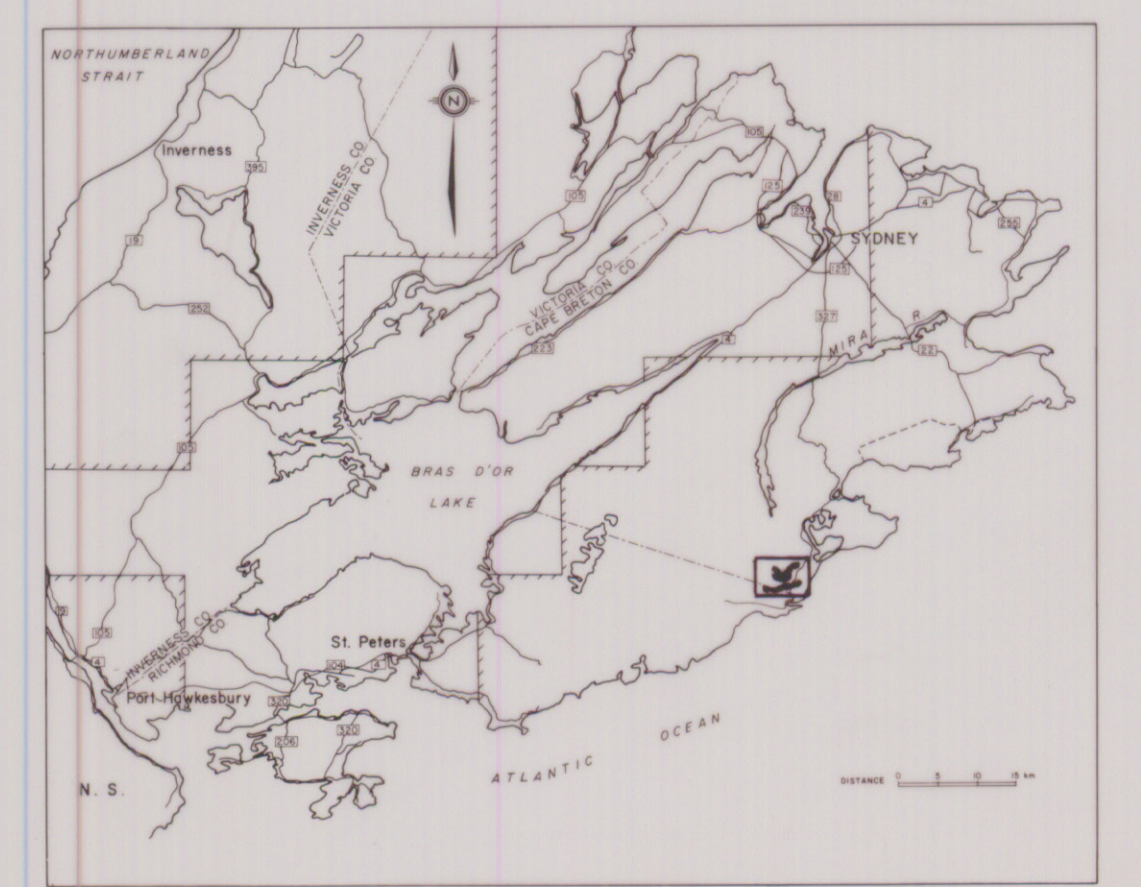 NORTHUMBERLAND
STRAIT
N
Inverness
395
INVERNESS CO.
VICTORIA CO.
105
105
125
28
239
4
255
SYDNEY
19
125
252
VICTORIA CO.
CAPE BRETON CO.
327
223
4
MIRA R.
22
105
BRAS D'OR
LAKE
19
105
4
INVERNESS CO.
RICHMOND CO.
St. Peters
104
4
Port Hawkesbury
320
206
320
ATLANTIC OCEAN
N. S.
DISTANCE 0 5 10 15 km